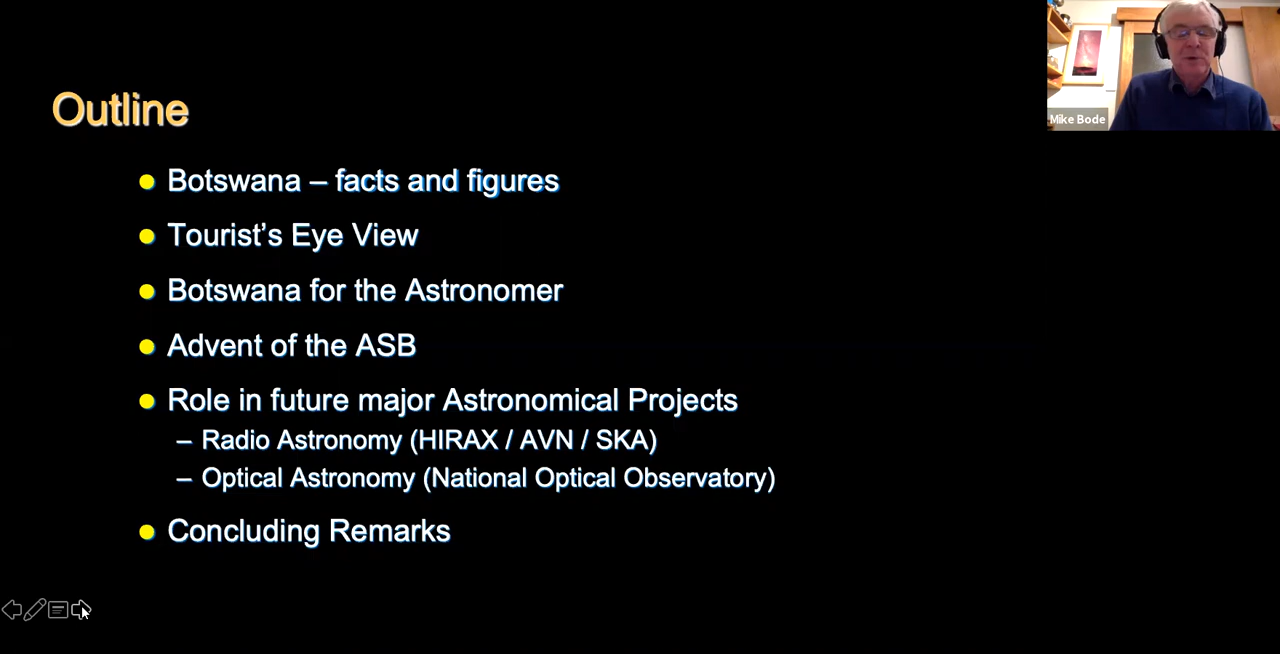 Outline
Botswana – facts and figures
Tourist’s Eye View
Botswana for the Astronomer
Advent of the ASB
Role in future major Astronomical Projects
– Radio Astronomy (HIRAX / AVN / SKA)
– Optical Astronomy (National Optical Observatory)
Concluding Remarks
Mike Bode